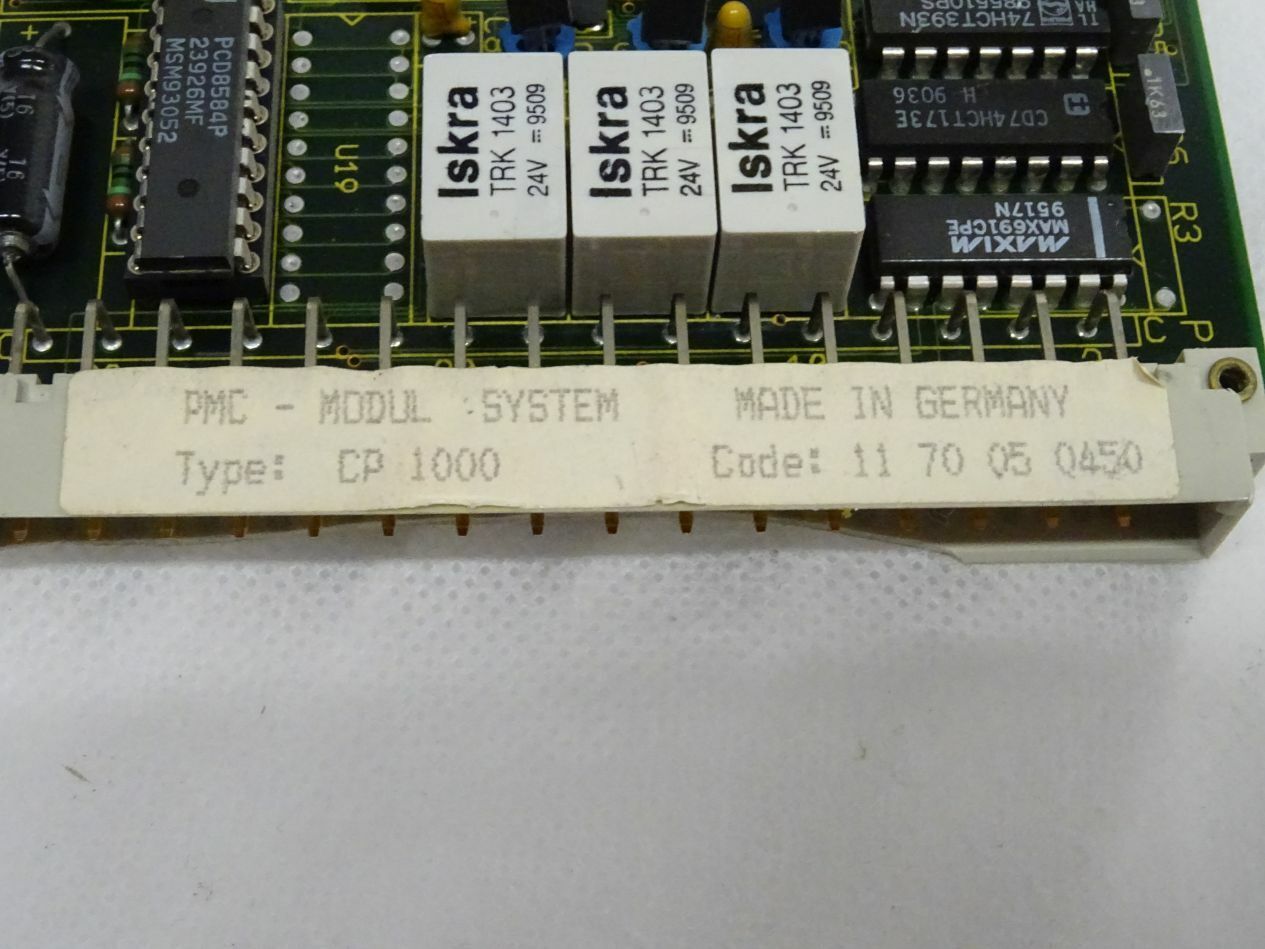 PCD8584P
23926MF
MSM93052
U19
Iskra
TRK 1403
24V = 9509
Iskra
TRK 1403
24V = 9509
Iskra
TRK 1403
24V = 9509
74HCT393N
CD74HCT173E
H 9036
MAXIM
MAX691CPE
9517N
1K63
R3
C
P
PMC - MODUL SYSTEM MADE IN GERMANY
Type: CP 1000 Code: 11 70 05 0450